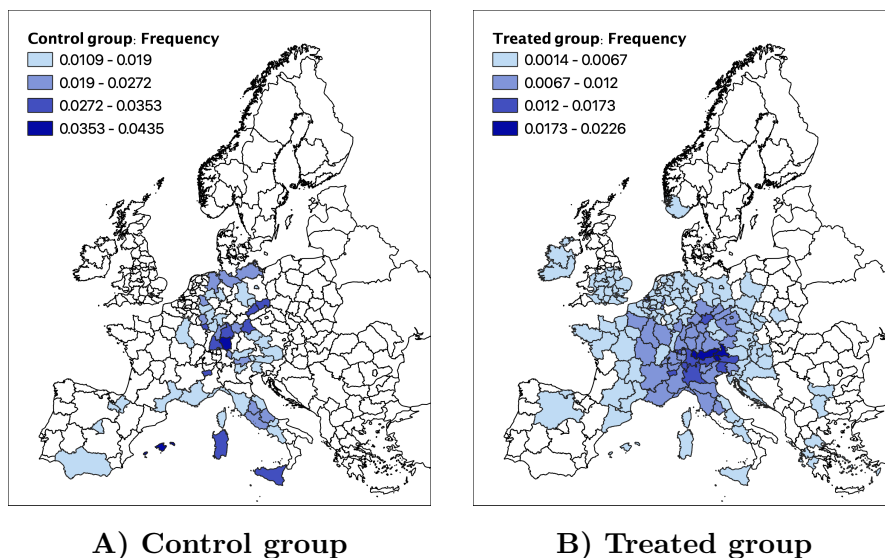 Control group: Frequency
0.0109 - 0.019
0.019 - 0.0272
0.0272 - 0.0353
0.0353 - 0.0435
Treated group: Frequency
0.0014 - 0.0067
0.0067 - 0.012
0.012 - 0.0173
0.0173 - 0.0226
A) Control group
B) Treated group